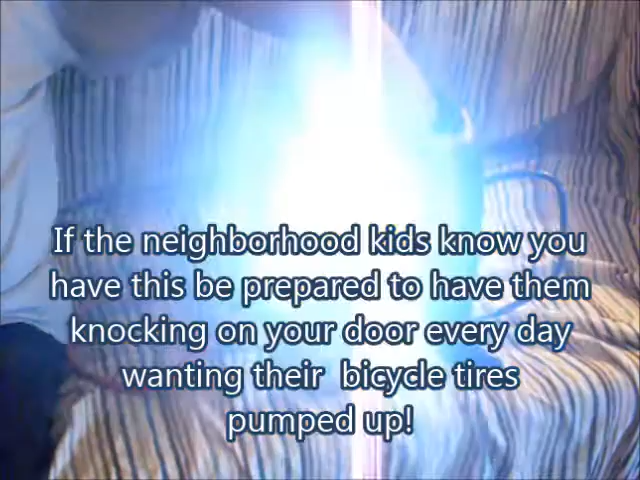 If the neighborhood kids know you
have this be prepared to have them
knocking on your door every day
wanting their  bicycle tires
pumped up!